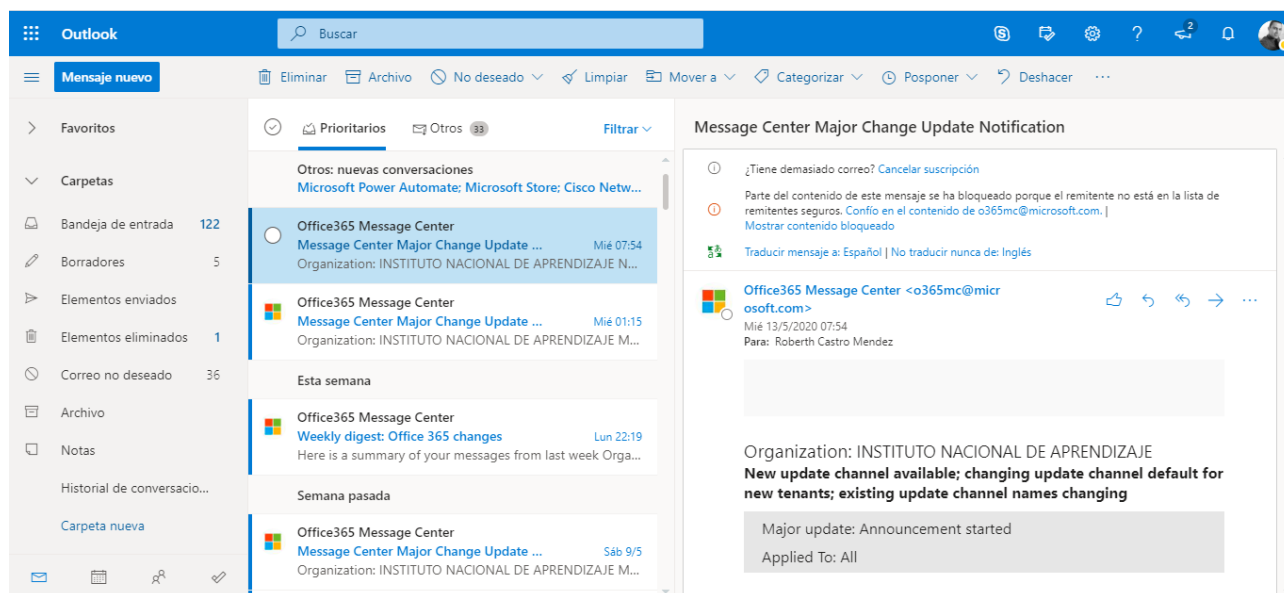 Outlook
Buscar
2
Mensaje nuevo
Eliminar
Archivo
No deseado
Limpiar
Mover a
Categorizar
Posponer
Deshacer
...
Favoritos
Carpetas
Bandeja de entrada 122
Borradores 5
Elementos enviados
Elementos eliminados 1
Correo no deseado 36
Archivo
Notas
Historial de conversacio...
Carpeta nueva
Prioritarios
Otros 33
Filtrar
Otros: nuevas conversaciones
Microsoft Power Automate; Microsoft Store; Cisco Netw...
Office365 Message Center
Message Center Major Change Update ... Mié 07:54
Organization: INSTITUTO NACIONAL DE APRENDIZAJE N...
Office365 Message Center
Message Center Major Change Update ... Mié 01:15
Organization: INSTITUTO NACIONAL DE APRENDIZAJE M...
Esta semana
Office365 Message Center
Weekly digest: Office 365 changes Lun 22:19
Here is a summary of your messages from last week Orga...
Semana pasada
Office365 Message Center
Message Center Major Change Update ... Sáb 9/5
Organization: INSTITUTO NACIONAL DE APRENDIZAJE M...
Message Center Major Change Update Notification
¿Tiene demasiado correo? Cancelar suscripción
Parte del contenido de este mensaje se ha bloqueado porque el remitente no está en la lista de
remitentes seguros. Confío en el contenido de o365mc@microsoft.com. |
Mostrar contenido bloqueado
Traducir mensaje a: Español | No traducir nunca de: Inglés
Office365 Message Center <o365mc@micr
osoft.com>
Mié 13/5/2020 07:54
Para: Roberth Castro Mendez
Organization: INSTITUTO NACIONAL DE APRENDIZAJE
New update channel available; changing update channel default for
new tenants; existing update channel names changing
Major update: Announcement started
Applied To: All